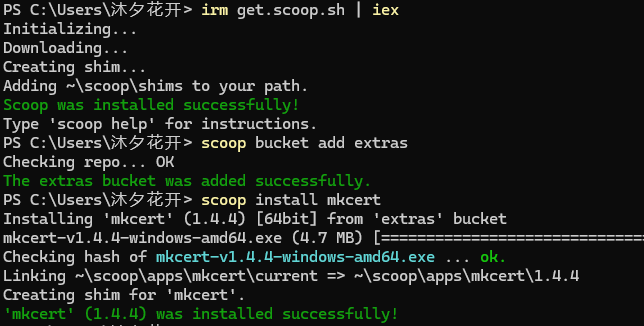 PS C:\Users\沐夕花开> irm get.scoop.sh | iex
Initializing...
Downloading...
Creating shim...
Adding ~\scoop\shims to your path.
Scoop was installed successfully!
Type 'scoop help' for instructions.
PS C:\Users\沐夕花开> scoop bucket add extras
Checking repo... OK
The extras bucket was added successfully.
PS C:\Users\沐夕花开> scoop install mkcert
Installing 'mkcert' (1.4.4) [64bit] from 'extras' bucket
mkcert-v1.4.4-windows-amd64.exe (4.7 MB) [==============================
Checking hash of mkcert-v1.4.4-windows-amd64.exe ... ok.
Linking ~\scoop\apps\mkcert\current => ~\scoop\apps\mkcert\1.4.4
Creating shim for 'mkcert'.
'mkcert' (1.4.4) was installed successfully!